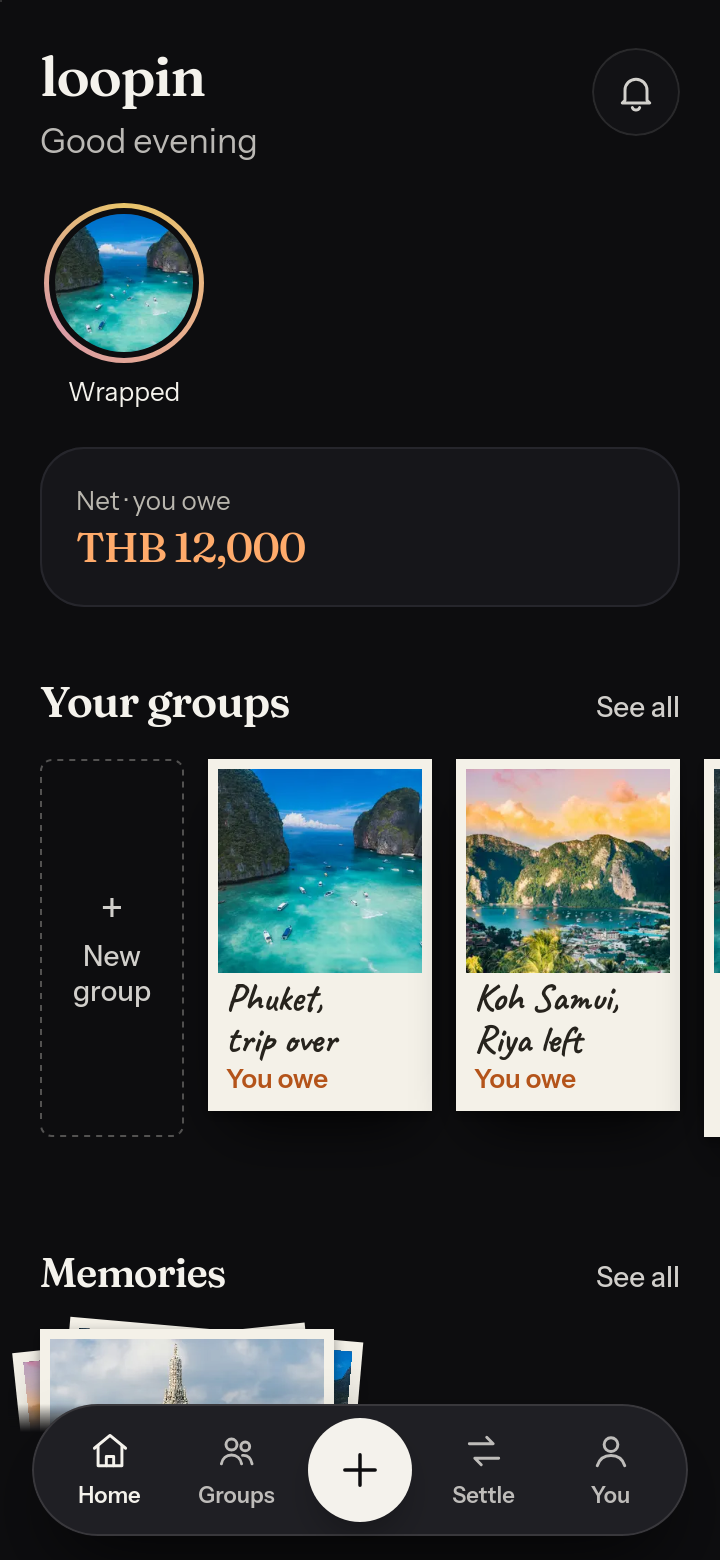 loopin
Good evening
Wrapped
Net · you owe
THB 12,000
Your groups
See all
+
New
group
Phuket,
trip over
You owe
Koh Samui,
Riya left
You owe
Memories
See all
Home
Groups
Settle
You